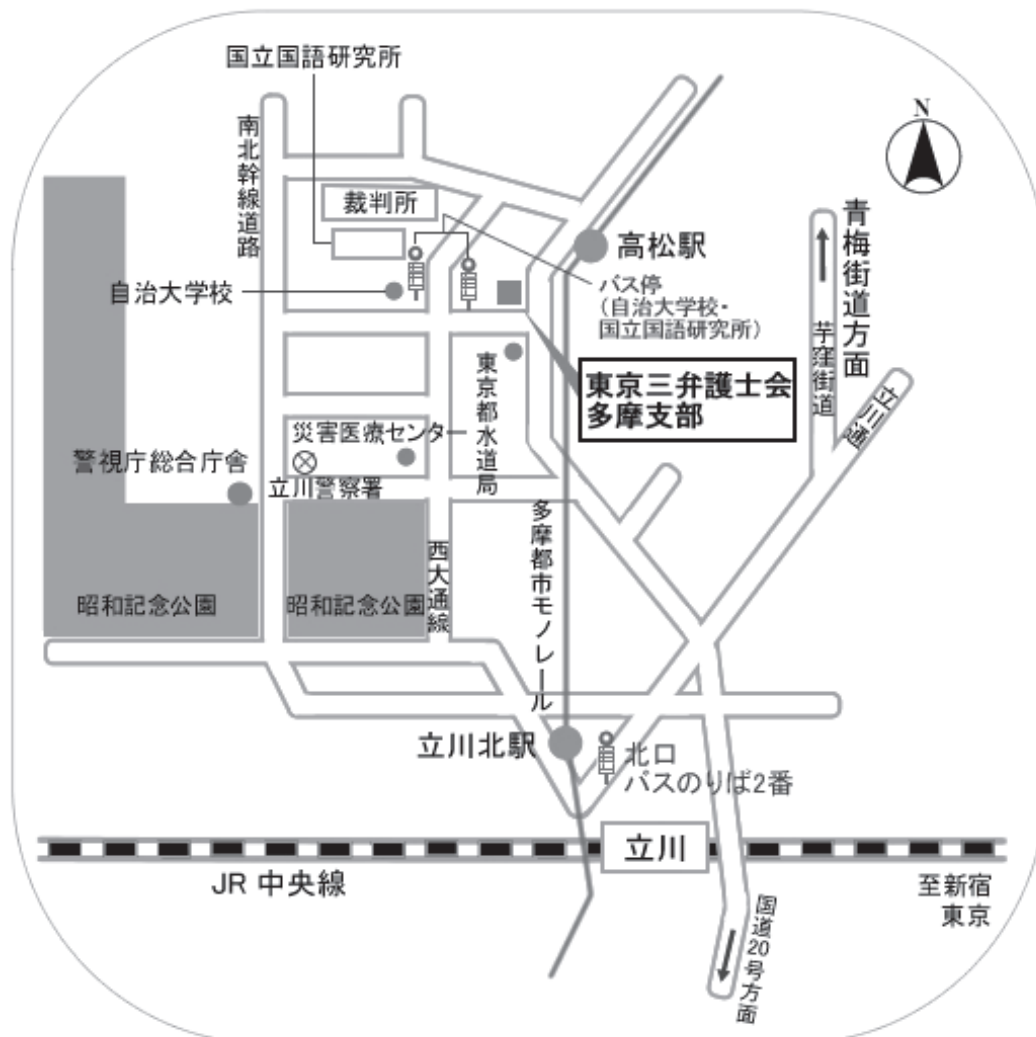 国立国語研究所
N
南北幹線道路
裁判所
青梅街道方面
高松駅
自治大学校
バス停
(自治大学校・
国立国語研究所)
芋窪街道
立川通
東京三弁護士会
多摩支部
東京都水道局
災害医療センター
警視庁総合庁舎
立川警察署
多摩都市モノレール
西大通線
昭和記念公園
昭和記念公園
立川北駅
北口
バスのりば2番
立川
JR 中央線
至新宿
東京
国道20号方面